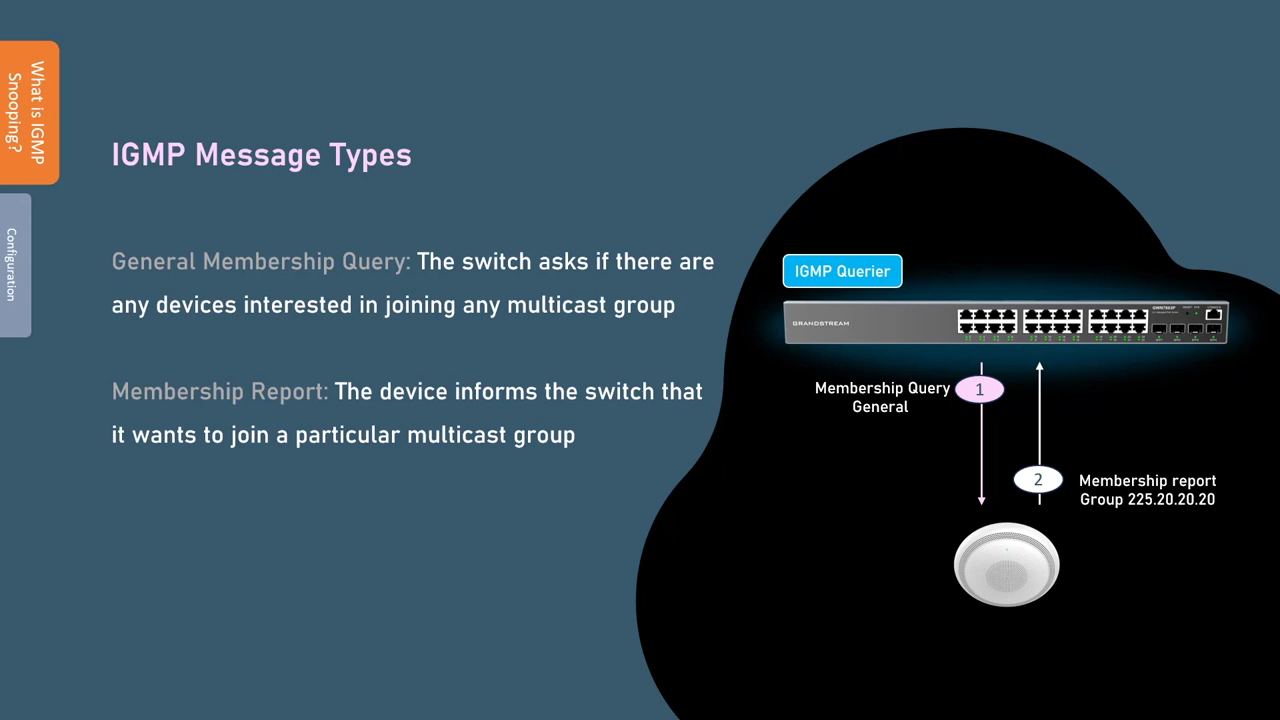 What is IGMP
Snooping?
Configuration
IGMP Message Types
General Membership Query: The switch asks if there are
any devices interested in joining any multicast group
Membership Report: The device informs the switch that
it wants to join a particular multicast group
IGMP Querier
GRANDSTREAM
Membership Query
General
1
2
Membership report
Group 225.20.20.20